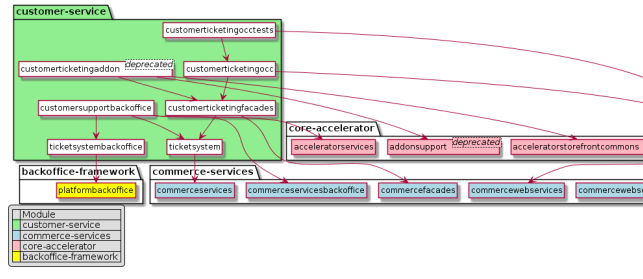 customer-service
customerticketingocctests
customerticketingaddon
deprecated
customerticketingocc
customersupportbackoffice
customerticketingfacades
core-accelerator
ticketsystembackoffice
ticketsystem
acceleratorservices
addonsupport
deprecated
acceleratorstorefrontcommons
backoffice-framework
commerce-services
platformbackoffice
commerceservices
commerceservicesbackoffice
commercefacades
commercewebservices
commercewebse
Module
customer-service
commerce-services
core-accelerator
backoffice-framework